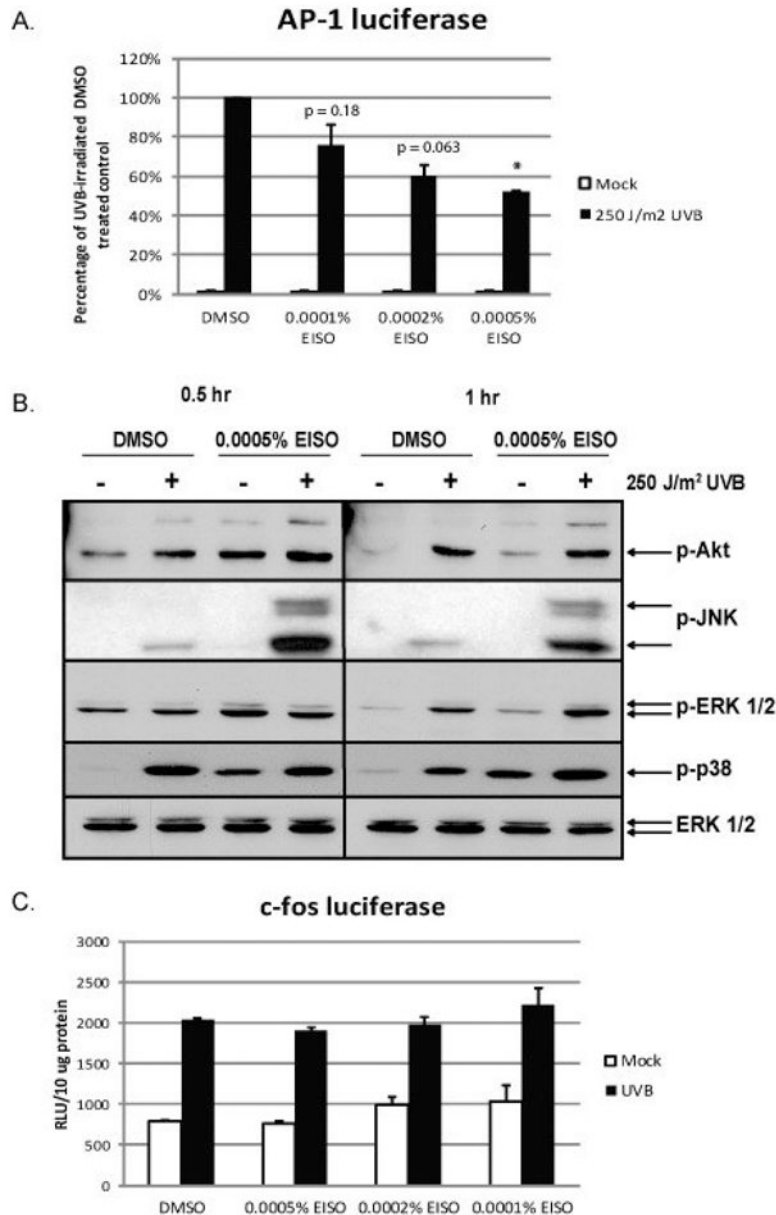 A.
AP-1 luciferase
Percentage of UVB-irradiated DMSO
treated control
120%
100%
80%
60%
40%
20%
0%
p = 0.18
p = 0.063
*
Mock
250 J/m2 UVB
DMSO
0.0001%
EISO
0.0002%
EISO
0.0005%
EISO
B.
0.5 hr
1 hr
DMSO
0.0005% EISO
DMSO
0.0005% EISO
- + - + - + - + 250 J/m² UVB
p-Akt
p-JNK
p-ERK 1/2
p-p38
ERK 1/2
C.
c-fos luciferase
RLU/10 ug protein
3000
2500
2000
1500
1000
500
0
Mock
UVB
DMSO
0.0005% EISO
0.0002% EISO
0.0001% EISO